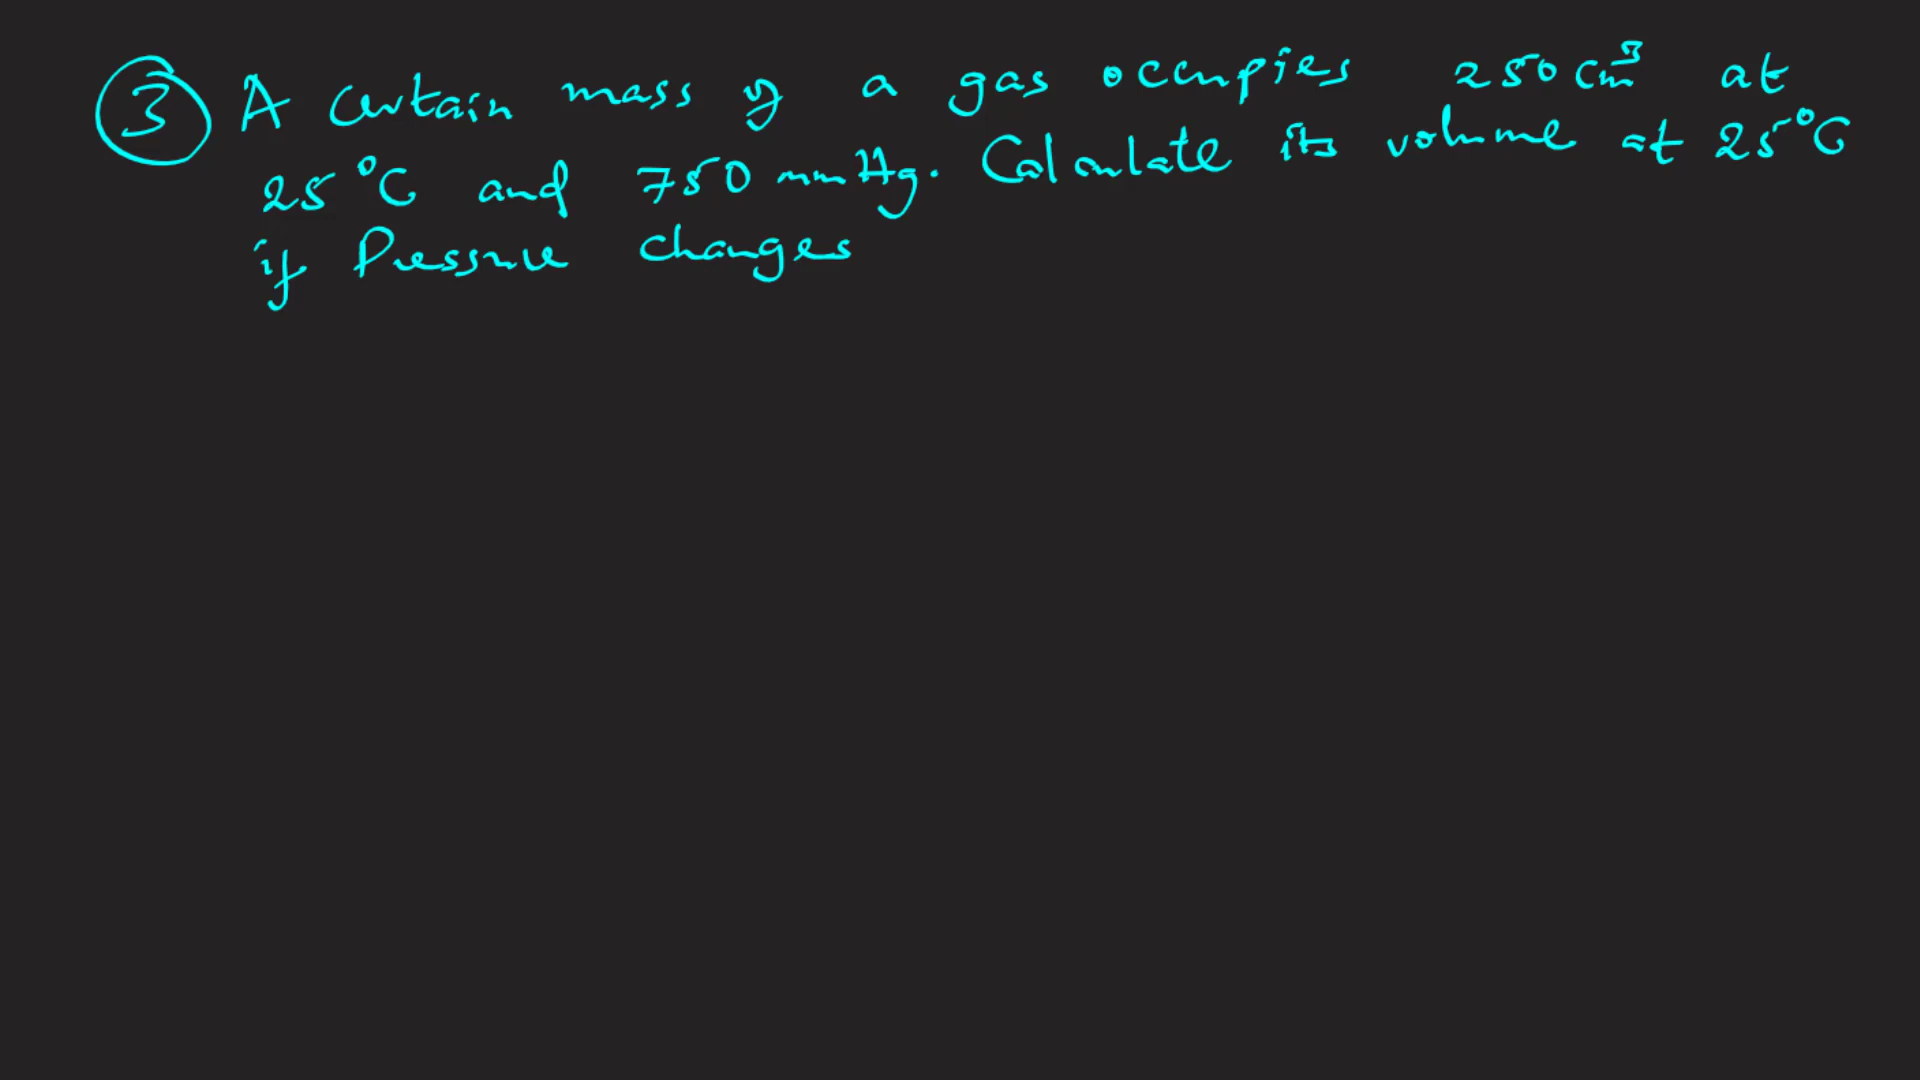 ③ A certain mass of a gas occupies 250 cm³ at
25°C and 750 mmHg. Calculate its volume at 25°C
if Pressure changes